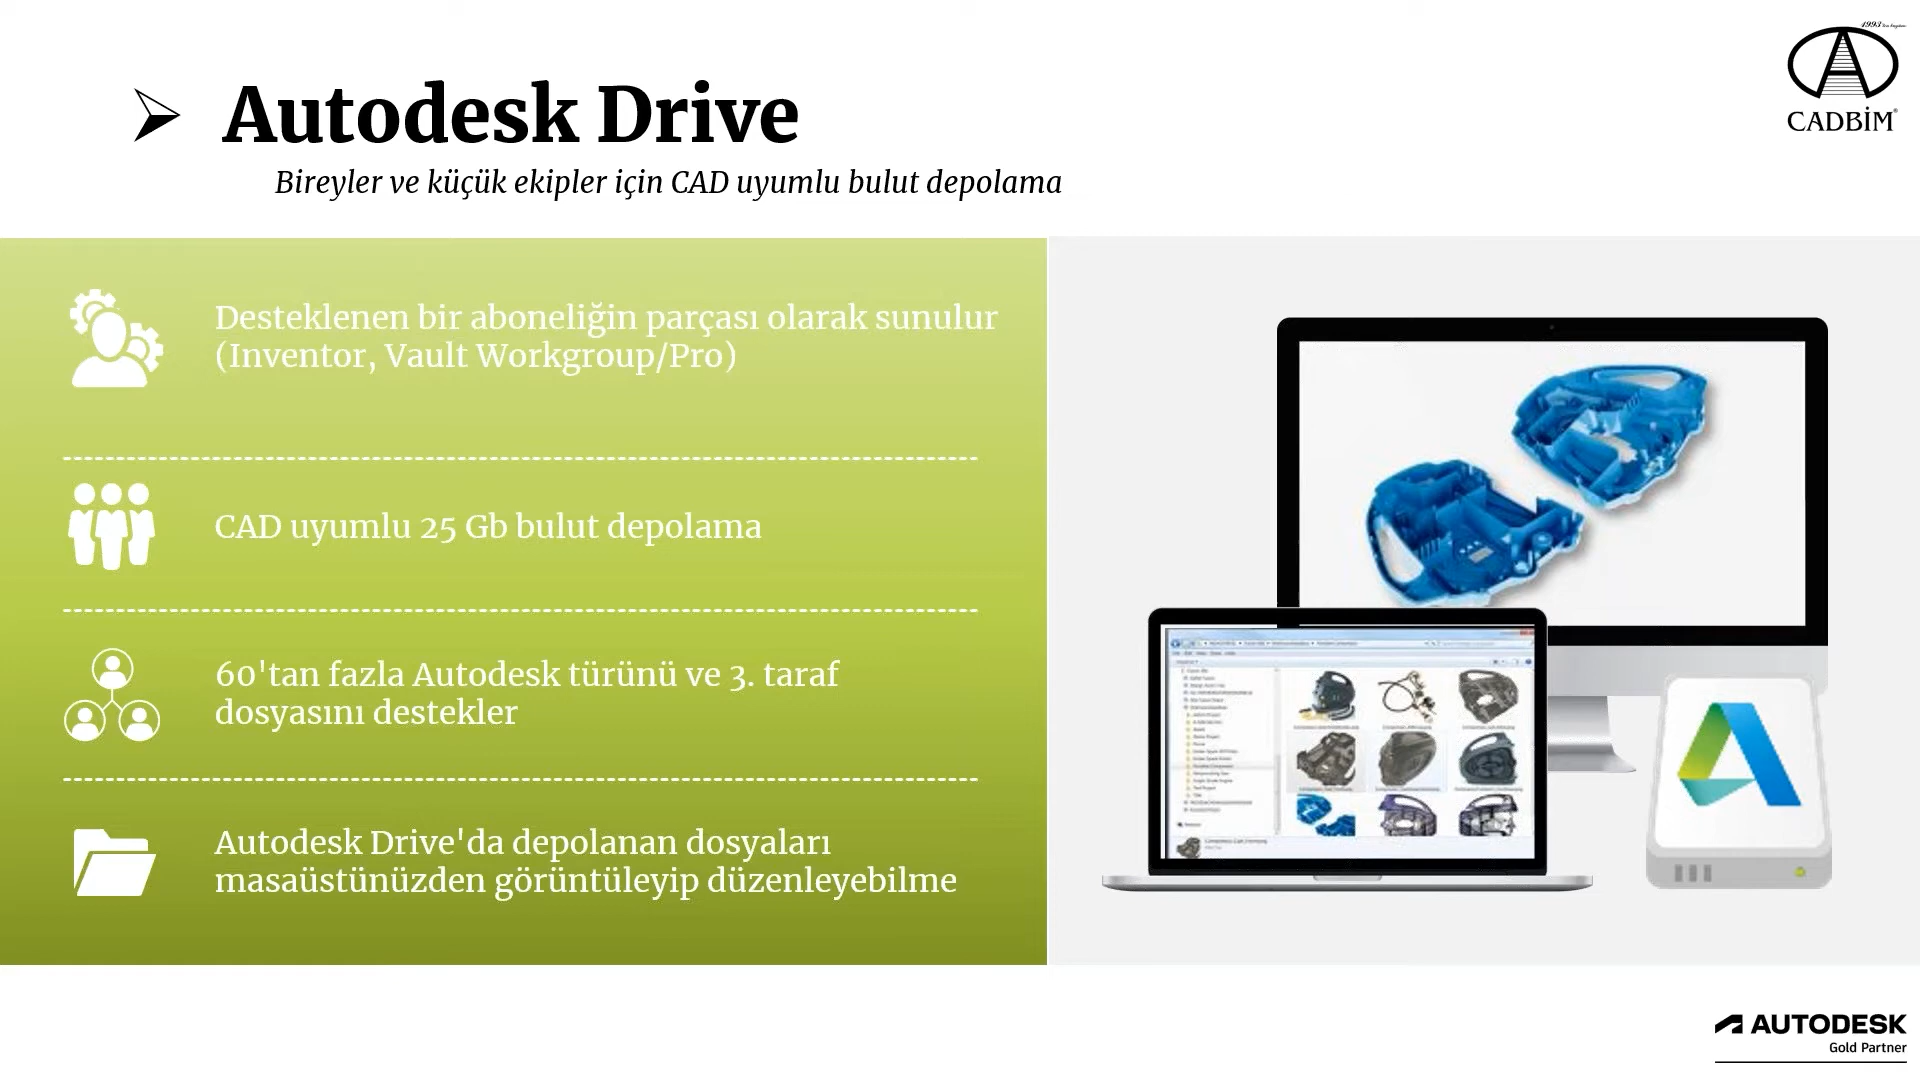 1993
CADBİM
Autodesk Drive
Bireyler ve küçük ekipler için CAD uyumlu bulut depolama
Desteklenen bir aboneliğin parçası olarak sunulur
(Inventor, Vault Workgroup/Pro)
CAD uyumlu 25 Gb bulut depolama
60'tan fazla Autodesk türünü ve 3. taraf
dosyasını destekler
Autodesk Drive'da depolanan dosyaları
masaüstünüzden görüntüleyip düzenleyebilme
AUTODESK
Gold Partner